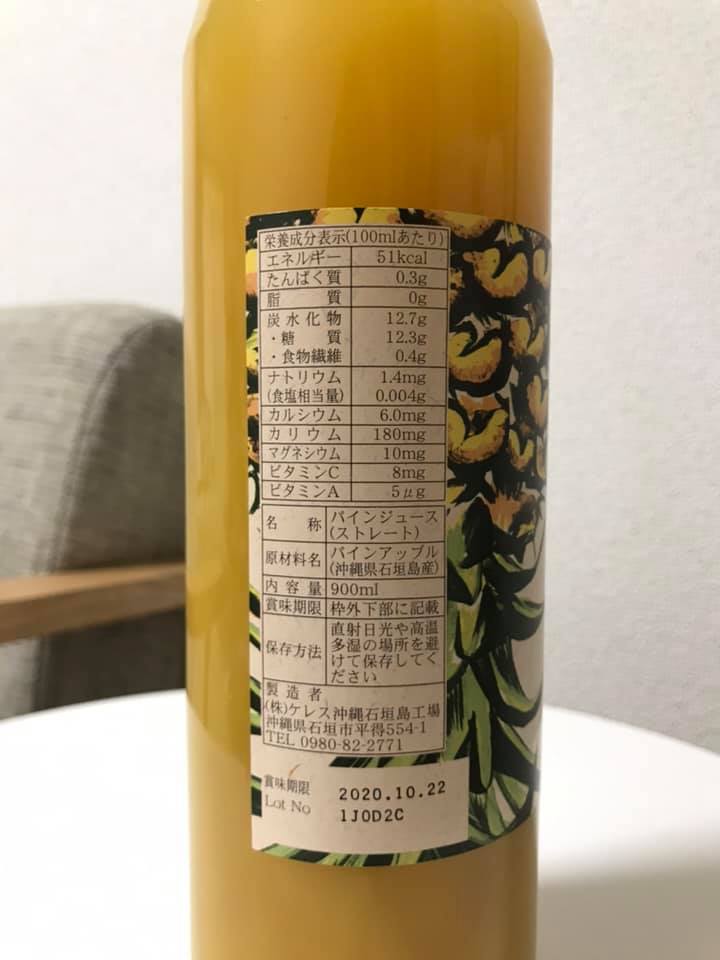 栄養成分表示(100mlあたり)
エネルギー 51kcal
たんぱく質 0.3g
脂質 0g
炭水化物 12.7g
・糖質 12.3g
・食物繊維 0.4g
ナトリウム 1.4mg
(食塩相当量) 0.004g
カルシウム 6.0mg
カリウム 180mg
マグネシウム 10mg
ビタミンC 8mg
ビタミンA 5μg
名称 パインジュース
(ストレート)
原材料名 パインアップル
(沖縄県石垣島産)
内容量 900ml
賞味期限 枠外下部に記載
保存方法 直射日光や高温
多湿の場所を避
けて保存してく
ださい
製造者
(株)ケレス沖縄石垣島工場
沖縄県石垣市平得554-1
TEL 0980-82-2771
賞味期限 2020.10.22
Lot No 1J0D2C